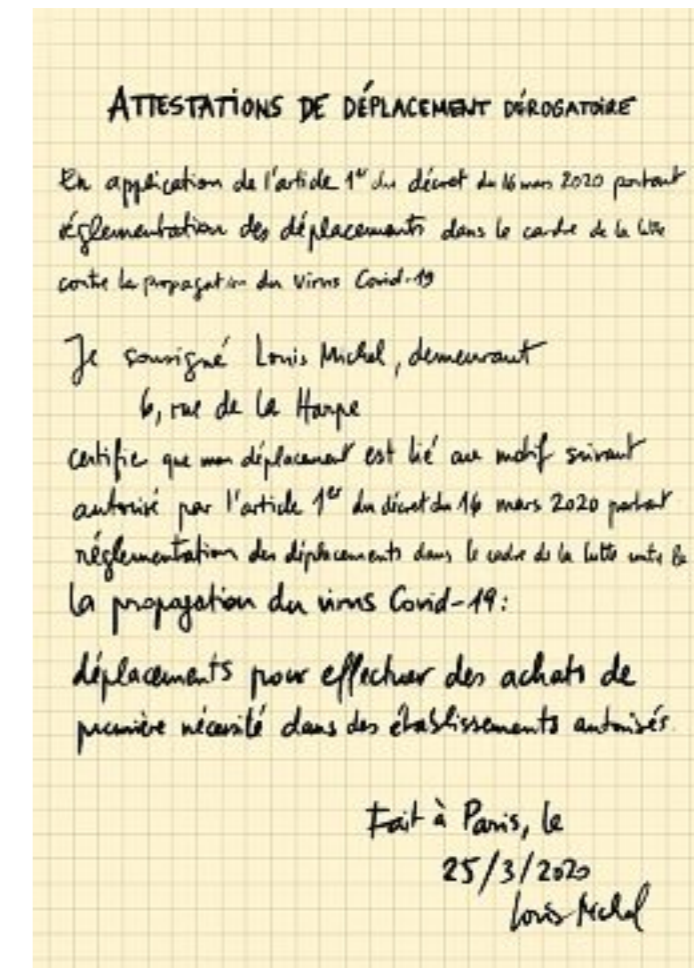 ATTESTATIONS DE DÉPLACEMENT DÉROGATOIRE
En application de l'article 1er du décret du 16 mars 2020 portant
réglementation des déplacements dans le cadre de la lutte
contre la propagation du virus Covid-19
Je sousigné Louis Michel, demeurant
6, rue de la Harpe
certifie que mon déplacement est lié au motif suivant
autorisé par l'article 1er du décret du 16 mars 2020 portant
réglementation des déplacements dans le cadre de la lutte contre la
la propagation du virus Covid-19:
déplacements pour effectuer des achats de
première nécessité dans des établissements autorisés.
Fait à Paris, le
25/3/2020
Louis Michel